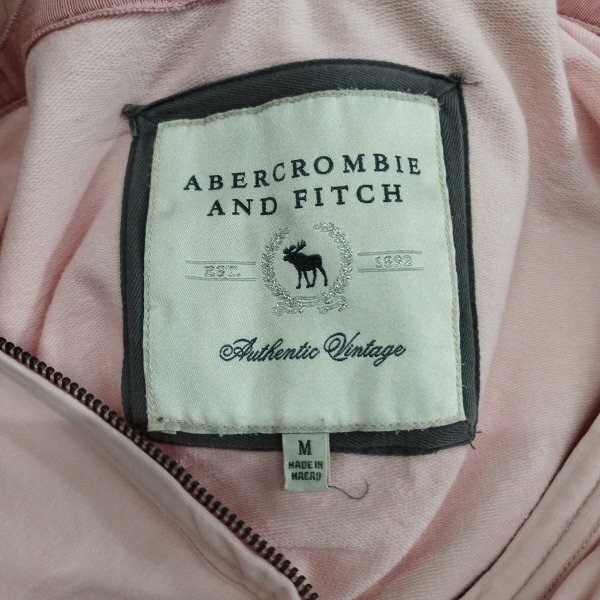 ABERCROMBIE
AND FITCH
EST. 1892
Authentic Vintage
M
MADE IN
MACAU